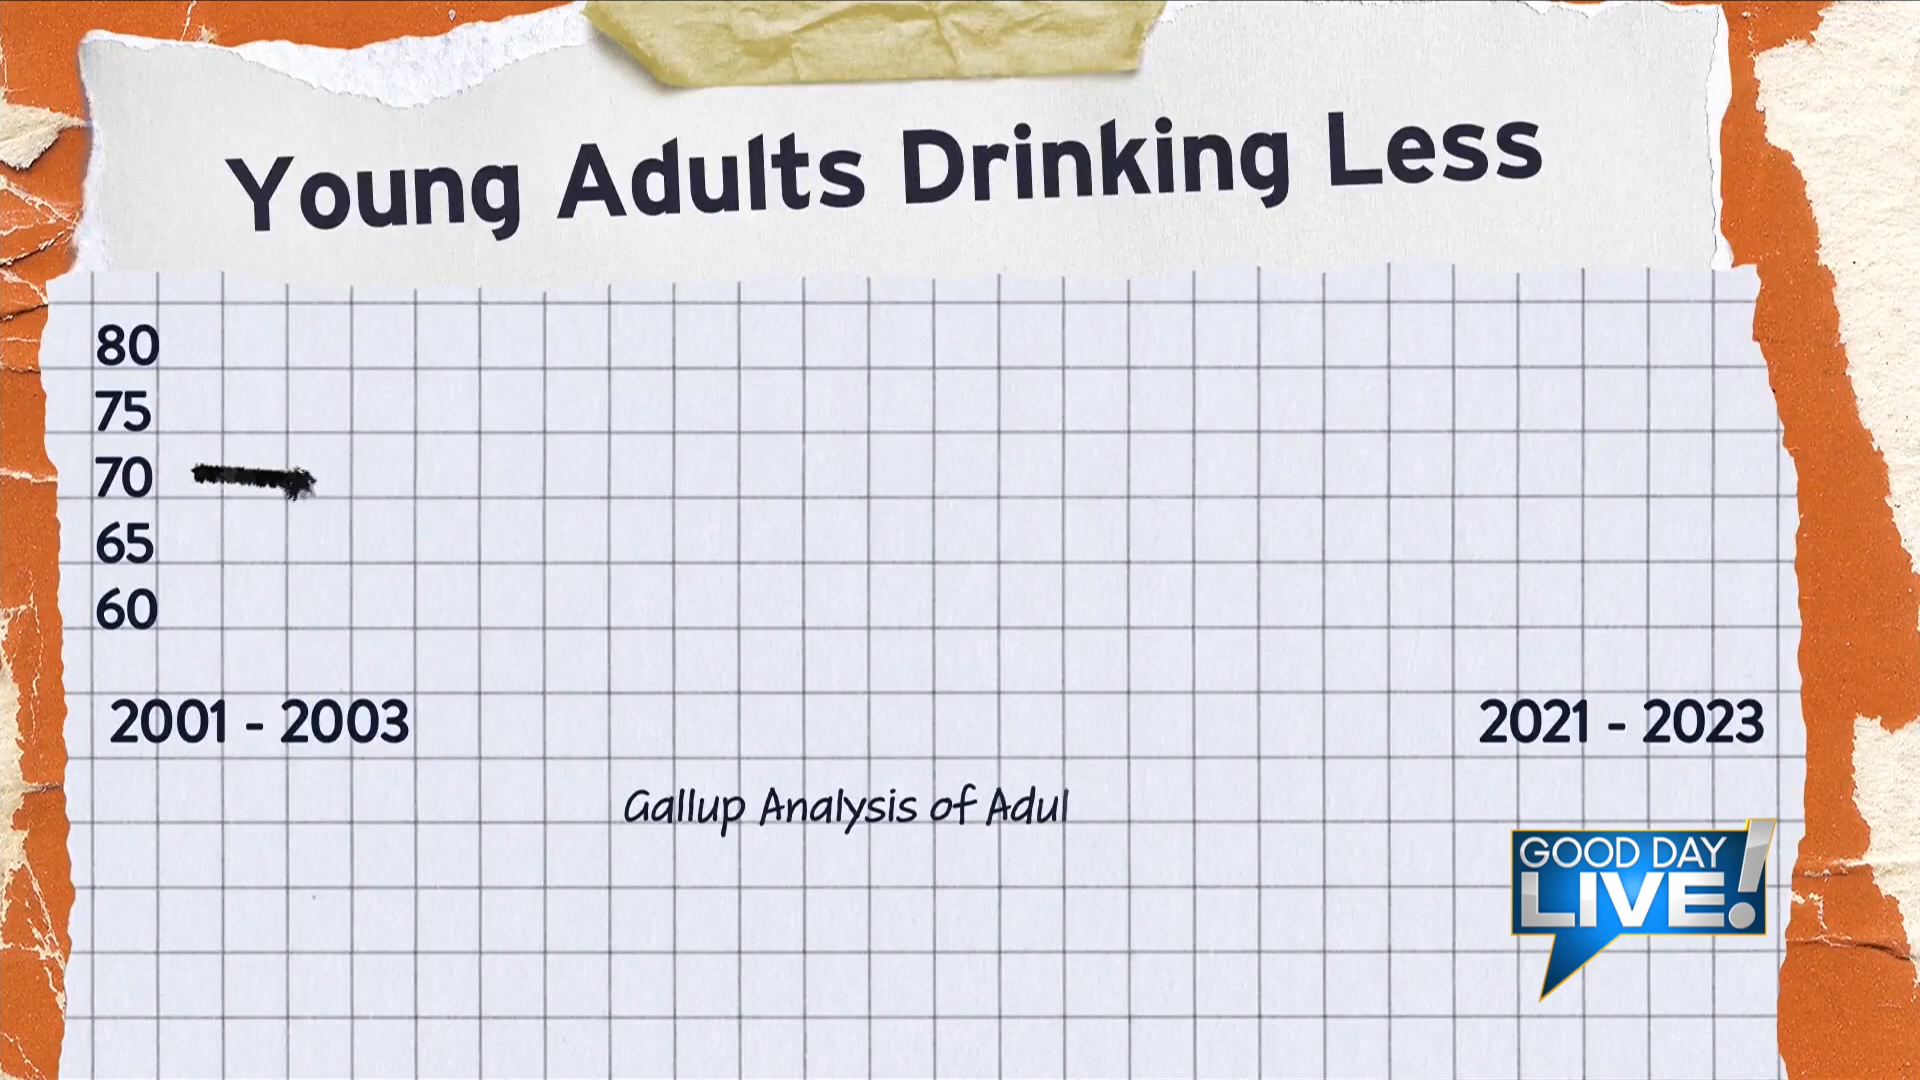 Young Adults Drinking Less
80
75
70
65
60
2001 - 2003
2021 - 2023
Gallup Analysis of Adul
GOOD DAY
LIVE!